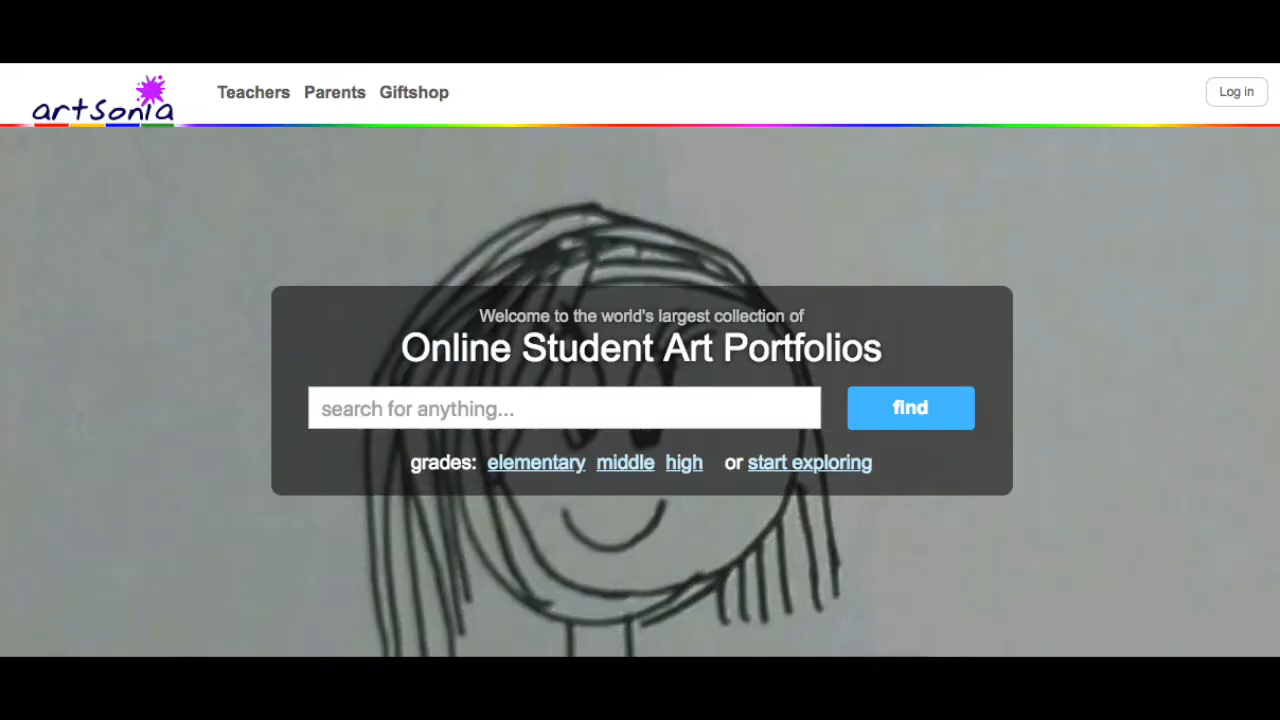 artsonia
Teachers Parents Giftshop
Log in
Welcome to the world's largest collection of
Online Student Art Portfolios
search for anything...
find
grades: elementary middle high or start exploring